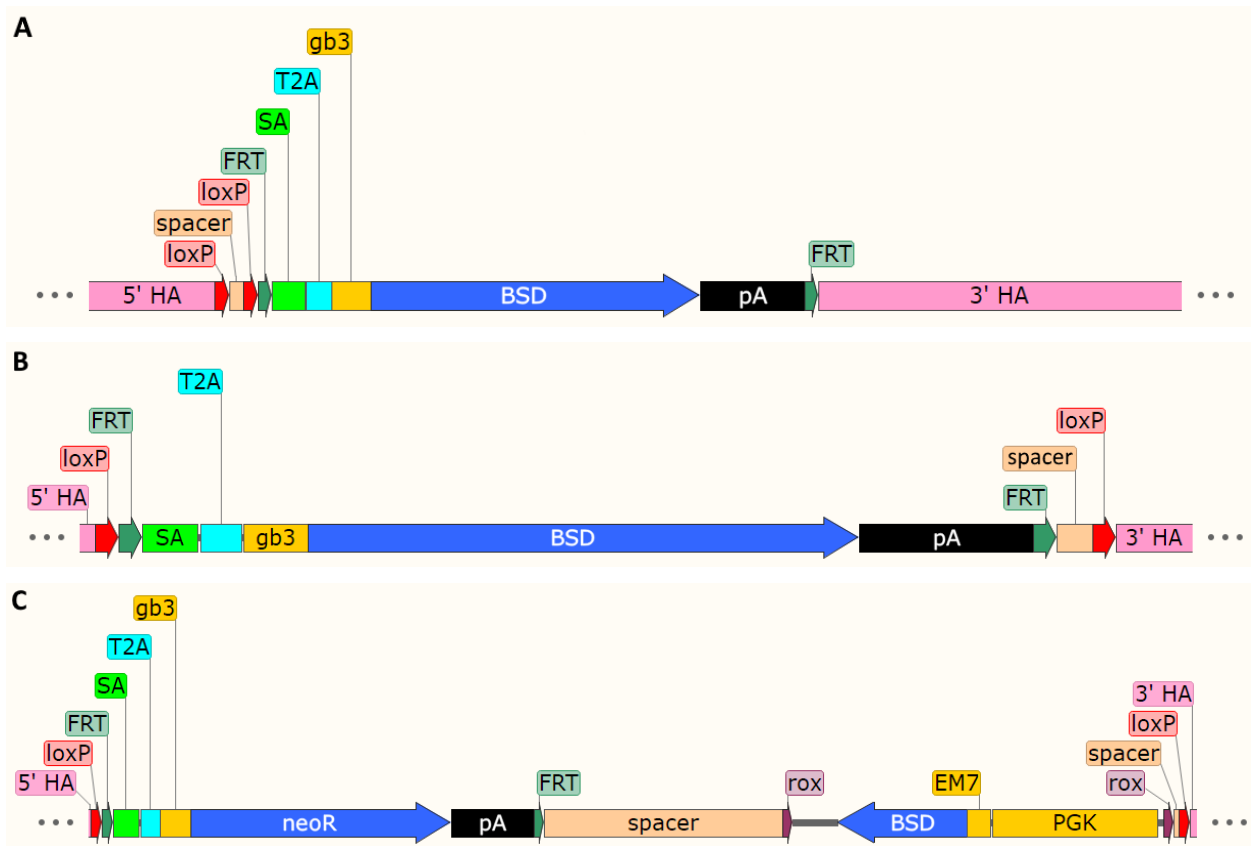 A
gb3
T2A
SA
FRT
loxP
spacer
loxP
FRT
5' HA
BSD
pA
3' HA
B
T2A
FRT
loxP
loxP
spacer
5' HA
FRT
SA
gb3
BSD
pA
3' HA
C
gb3
T2A
SA
3' HA
FRT
loxP
loxP
spacer
5' HA
FRT
rox
EM7
rox
neoR
pA
spacer
BSD
PGK